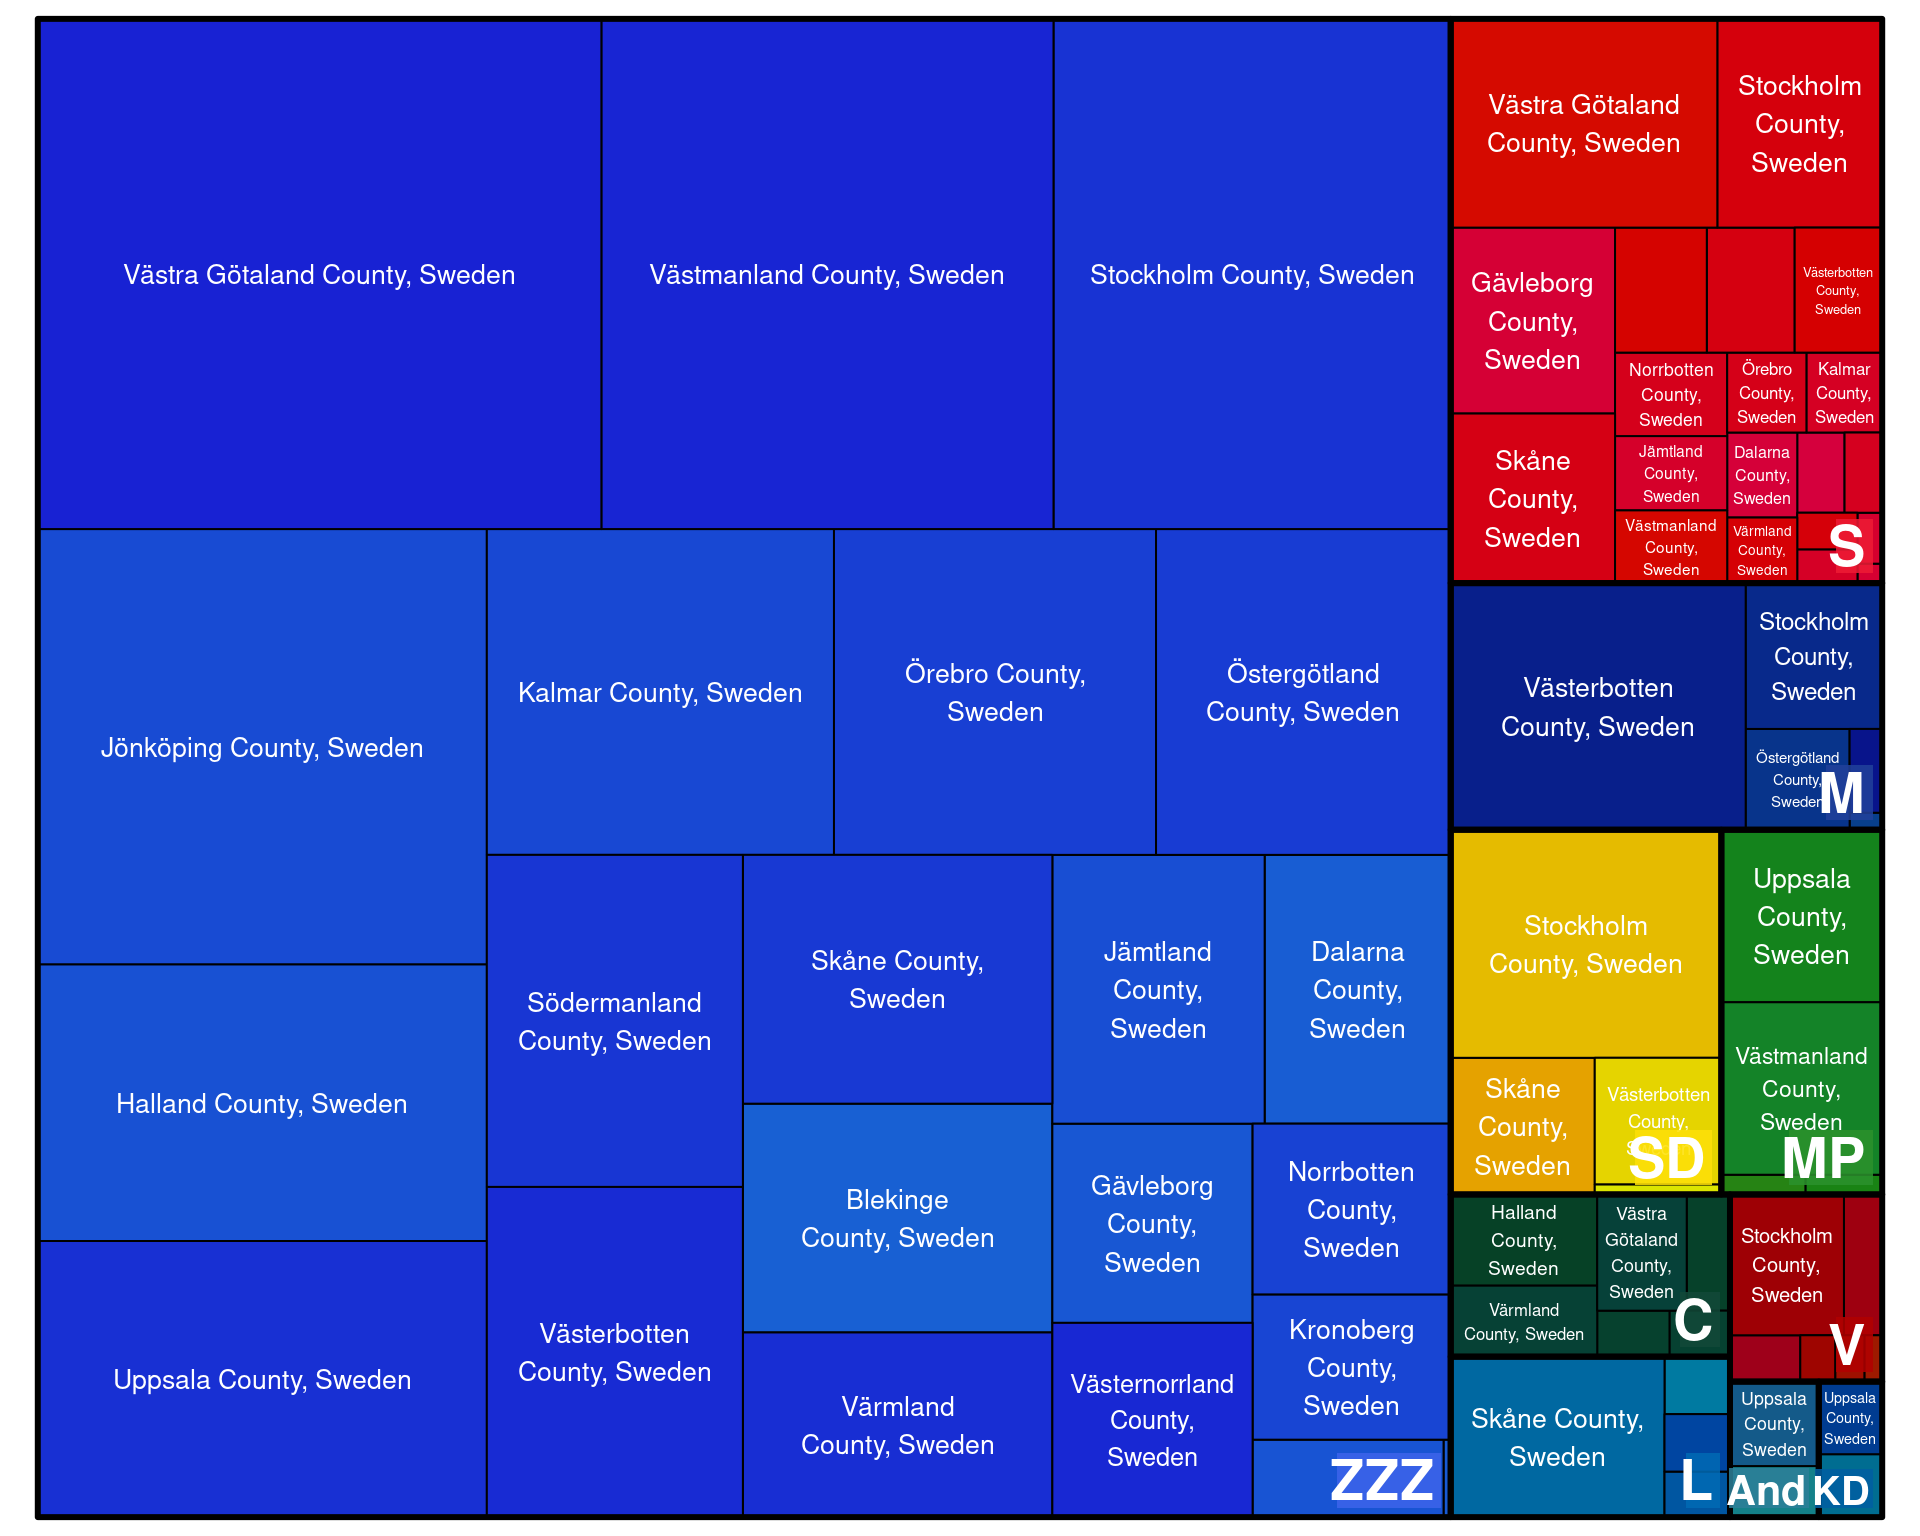 Västra Götaland County, Sweden
Västmanland County, Sweden
Stockholm County, Sweden
Jönköping County, Sweden
Kalmar County, Sweden
Örebro County,
Sweden
Östergötland
County, Sweden
Halland County, Sweden
Södermanland
County, Sweden
Skåne County,
Sweden
Jämtland
County,
Sweden
Dalarna
County,
Sweden
Uppsala County, Sweden
Västerbotten
County, Sweden
Blekinge
County, Sweden
Värmland
County, Sweden
Gävleborg
County,
Sweden
Västernorrland
County,
Sweden
Norrbotten
County,
Sweden
Kronoberg
County,
Sweden
ZZZ
Västra Götaland
County, Sweden
Stockholm
County,
Sweden
Gävleborg
County,
Sweden
Västerbotten
County,
Sweden
Skåne
County,
Sweden
Norrbotten
County,
Sweden
Örebro
County,
Sweden
Kalmar
County,
Sweden
Jämtland
County,
Sweden
Dalarna
County,
Sweden
Västmanland
County,
Sweden
Värmland
County,
Sweden
S
Västerbotten
County, Sweden
Stockholm
County,
Sweden
Östergötland
County,
Sweden
M
Stockholm
County, Sweden
Skåne
County,
Sweden
Västerbotten
County,
SD
Uppsala
County,
Sweden
Västmanland
County,
Sweden
MP
Halland
County,
Sweden
Västra
Götaland
County,
Sweden
Värmland
County, Sweden
C
Stockholm
County,
Sweden
V
Skåne County,
Sweden
L
Uppsala
County,
Sweden
And
Uppsala
County,
Sweden
KD